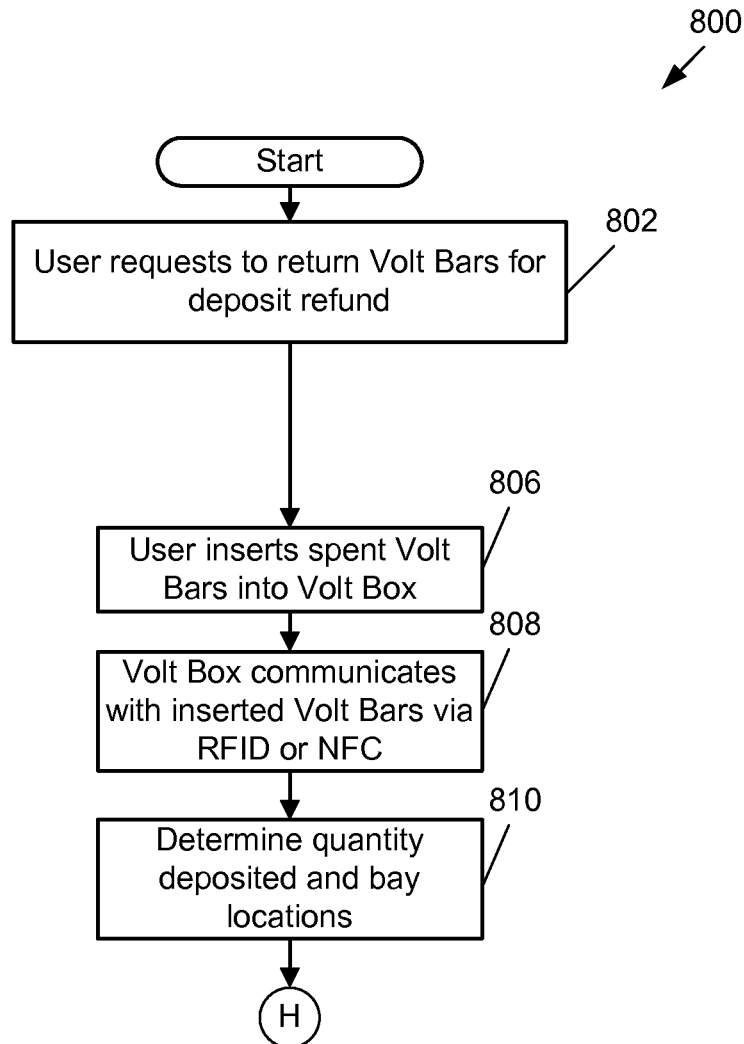 800
Start
802
User requests to return Volt Bars for
deposit refund
806
User inserts spent Volt
Bars into Volt Box
808
Volt Box communicates
with inserted Volt Bars via
RFID or NFC
810
Determine quantity
deposited and bay
locations
H